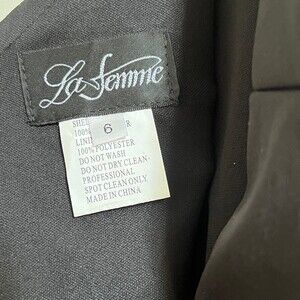 La Femme
6
100%
100% POLYESTER
DO NOT WASH
DO NOT DRY CLEAN-
PROFESSIONAL
SPOT CLEAN ONLY
MADE IN CHINA